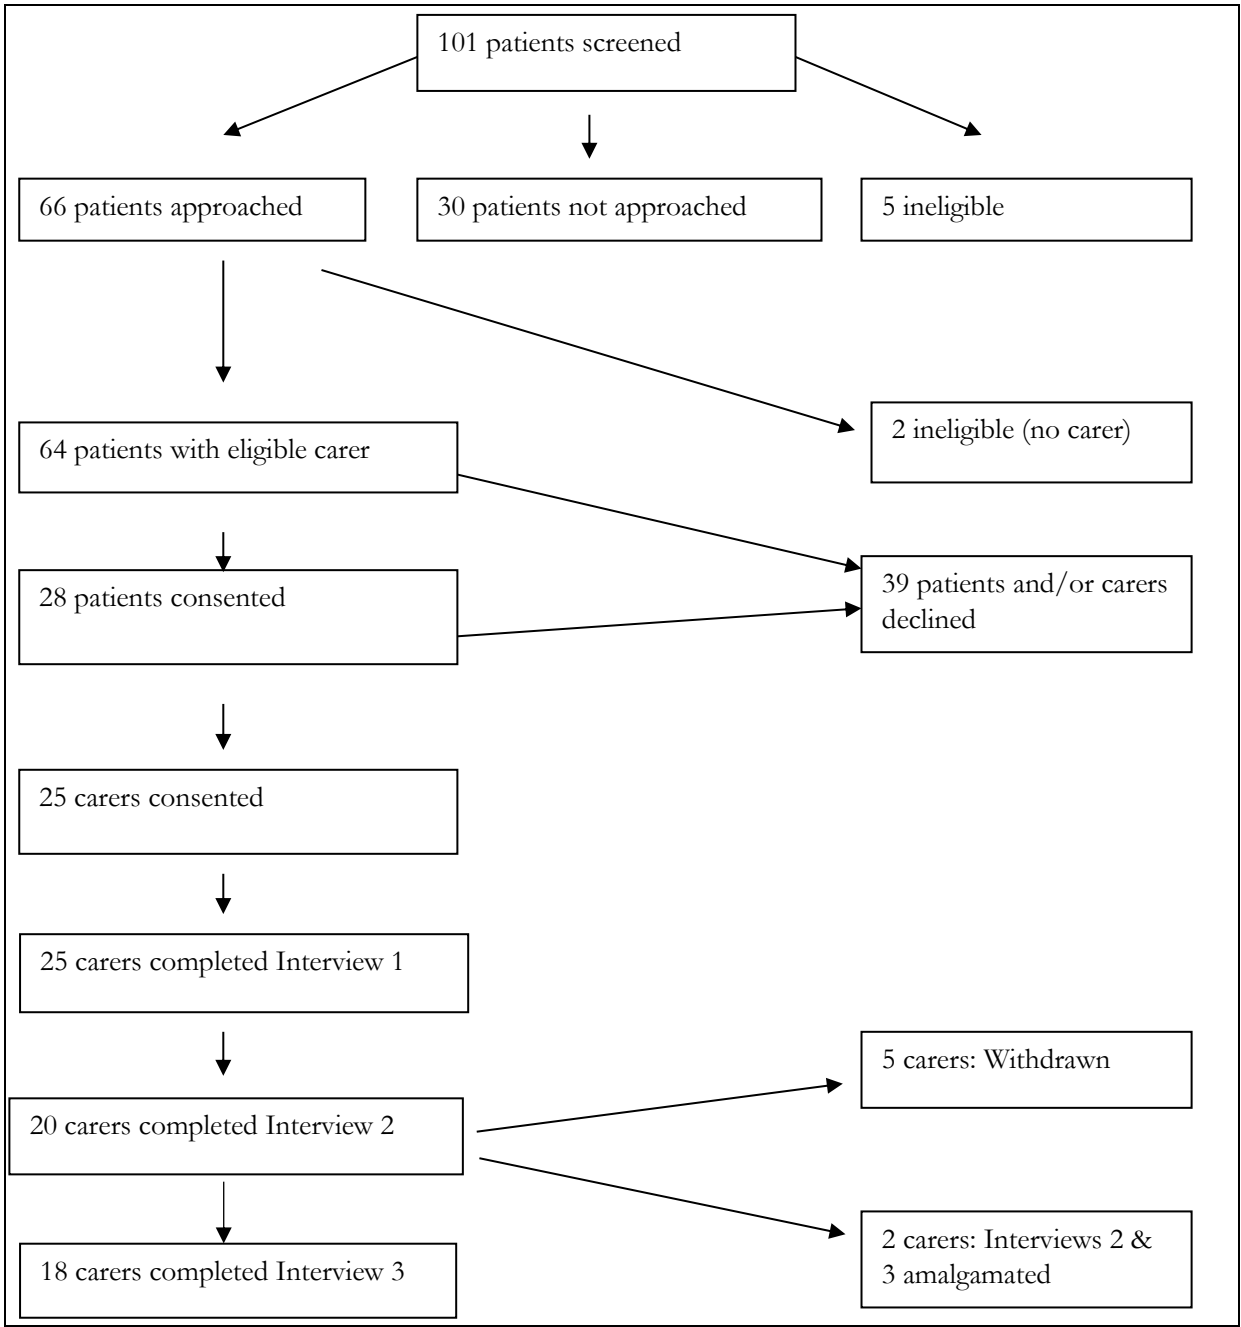 101 patients screened
66 patients approached
30 patients not approached
5 ineligible
2 ineligible (no carer)
64 patients with eligible carer
28 patients consented
39 patients and/or carers
declined
25 carers consented
25 carers completed Interview 1
5 carers: Withdrawn
20 carers completed Interview 2
2 carers: Interviews 2 &
3 amalgamated
18 carers completed Interview 3